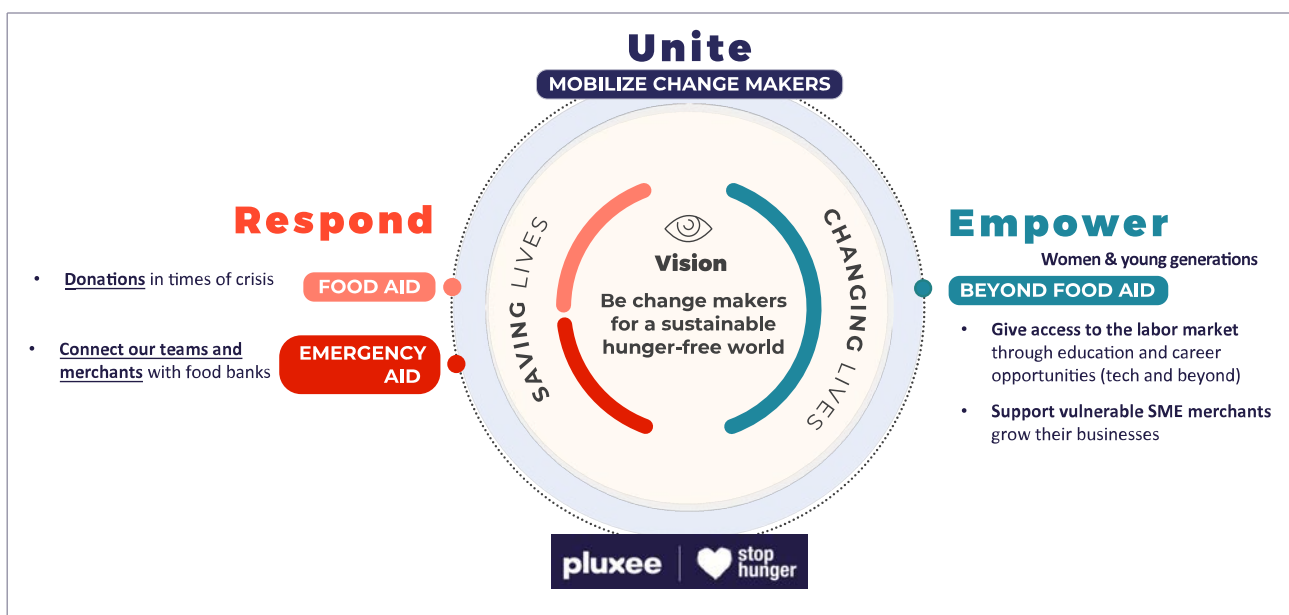 Unite
MOBILIZE CHANGE MAKERS
Respond
• Donations in times of crisis
FOOD AID
• Connect our teams and
merchants with food banks
EMERGENCY
AID
SAVING LIVES
Vision
Be change makers
for a sustainable
hunger-free world
CHANGING LIVES
Empower
Women & young generations
BEYOND FOOD AID
• Give access to the labor market
through education and career
opportunities (tech and beyond)
• Support vulnerable SME merchants
grow their businesses
pluxee
stop
hunger